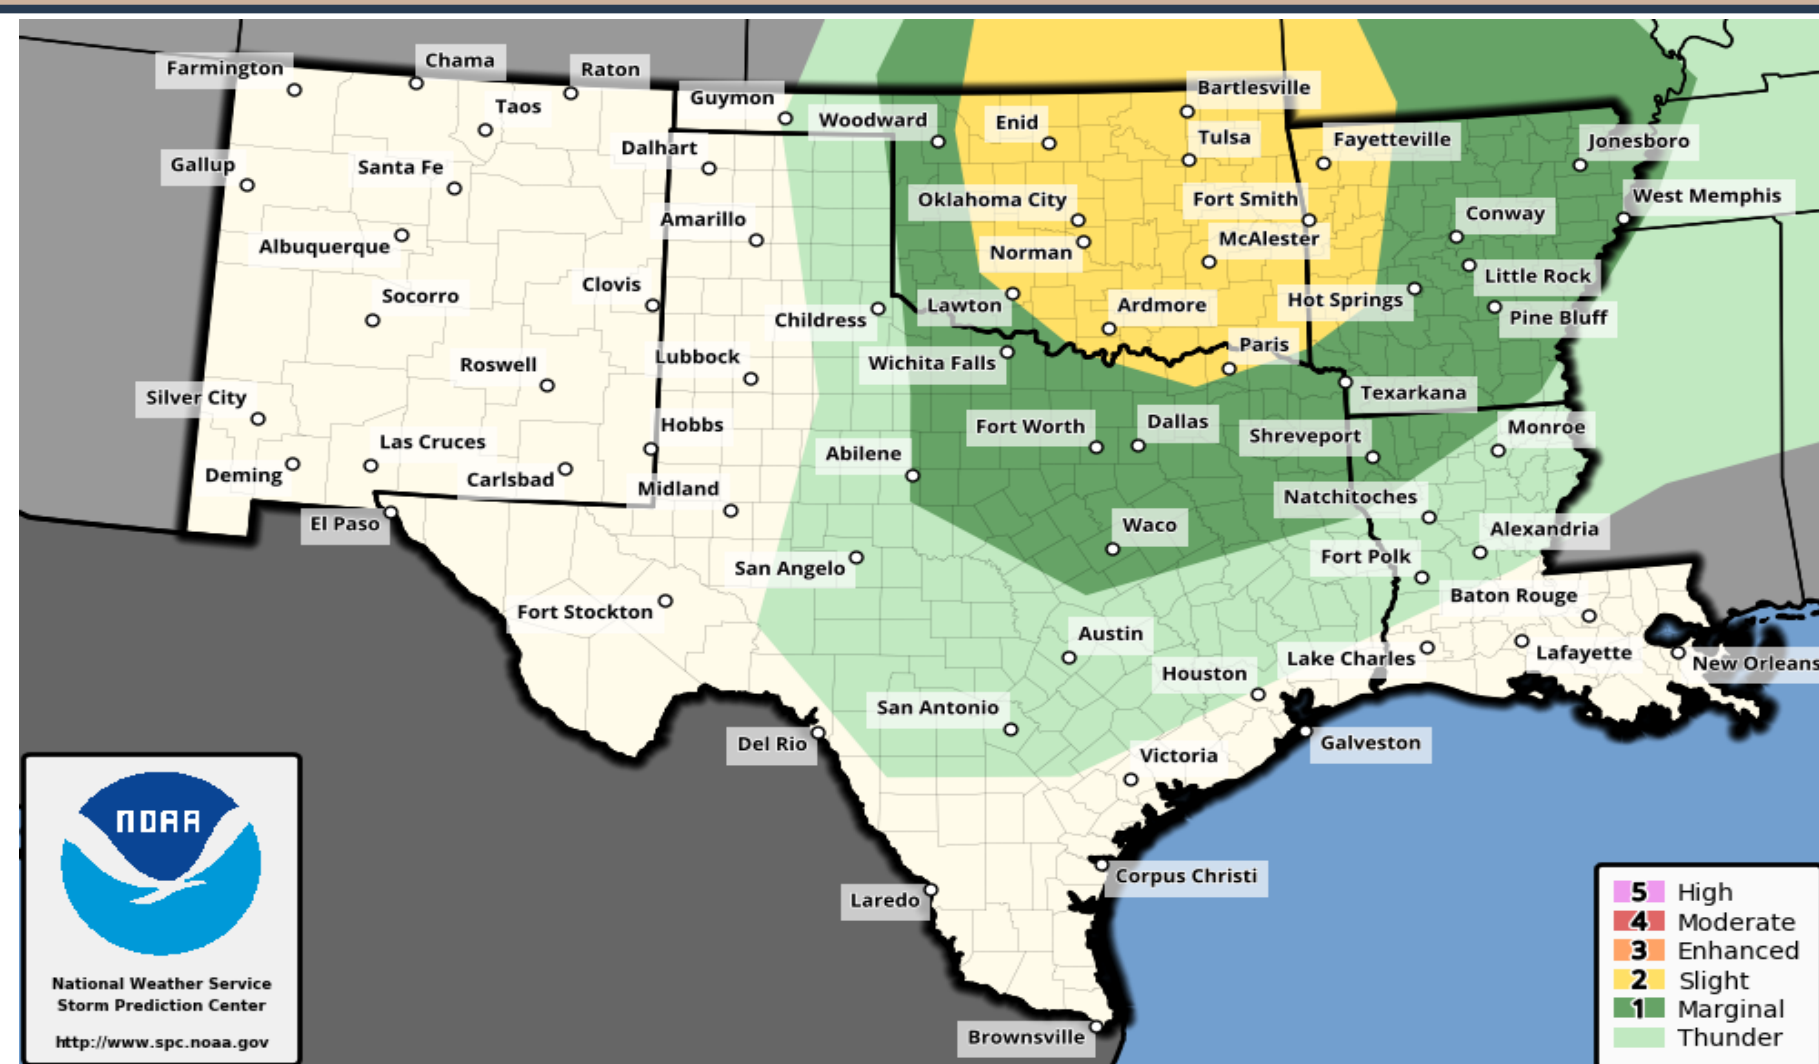 Farmington
Chama
Raton
Guymon
Taos
Woodward
Enid
Bartlesville
Tulsa
Fayetteville
Jonesboro
Gallup
Santa Fe
Dalhart
Oklahoma City
Fort Smith
West Memphis
Albuquerque
Amarillo
Norman
McAlester
Conway
Socorro
Clovis
Childress
Lawton
Ardmore
Hot Springs
Little Rock
Pine Bluff
Roswell
Lubbock
Wichita Falls
Paris
Texarkana
Silver City
Las Cruces
Hobbs
Abilene
Fort Worth
Dallas
Shreveport
Monroe
Deming
Carlsbad
Midland
Natchitoches
El Paso
Waco
Alexandria
San Angelo
Fort Polk
Fort Stockton
Baton Rouge
Austin
Houston
Lake Charles
Lafayette
New Orleans
San Antonio
Del Rio
Victoria
Galveston
Laredo
Corpus Christi
Brownsville
NOAA
National Weather Service
Storm Prediction Center
http://www.spc.noaa.gov
5 High
4 Moderate
3 Enhanced
2 Slight
1 Marginal
Thunder